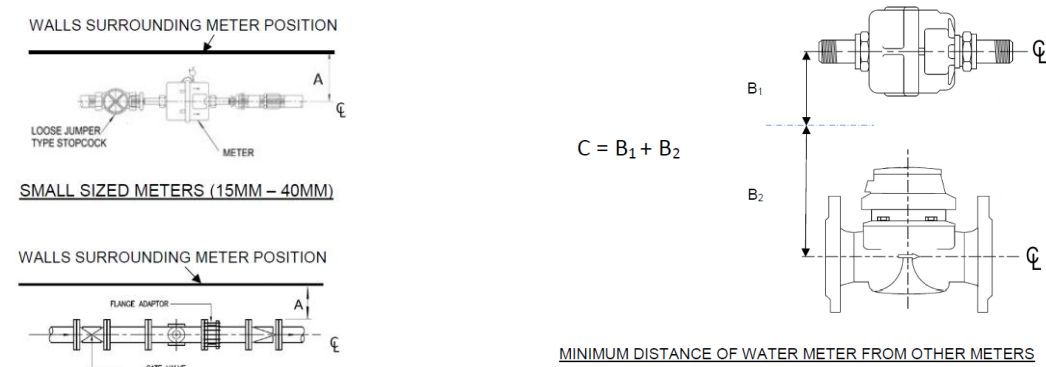 WALLS SURROUNDING METER POSITION
A
℄
LOOSE JUMPER
TYPE STOPCOCK
METER
SMALL SIZED METERS (15MM – 40MM)
WALLS SURROUNDING METER POSITION
FLANGE ADAPTOR
A
℄
℄
B1
C = B1 + B2
B2
℄
MINIMUM DISTANCE OF WATER METER FROM OTHER METERS